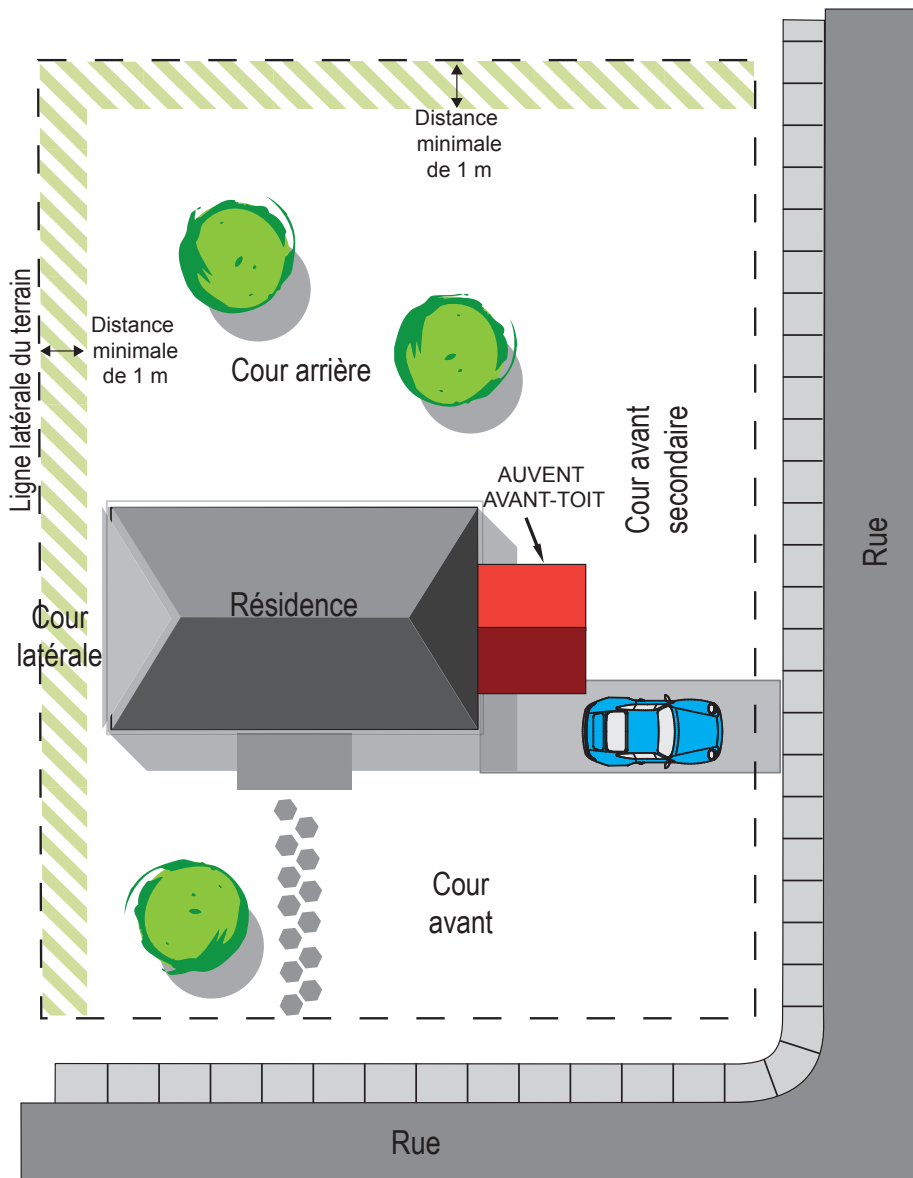 Distance
minimale
de 1 m
Ligne latérale du terrain
Distance
minimale
de 1 m
Cour arrière
Cour avant
secondaire
AUVENT
AVANT-TOIT
Rue
Résidence
Cour
latérale
Cour
avant
Rue